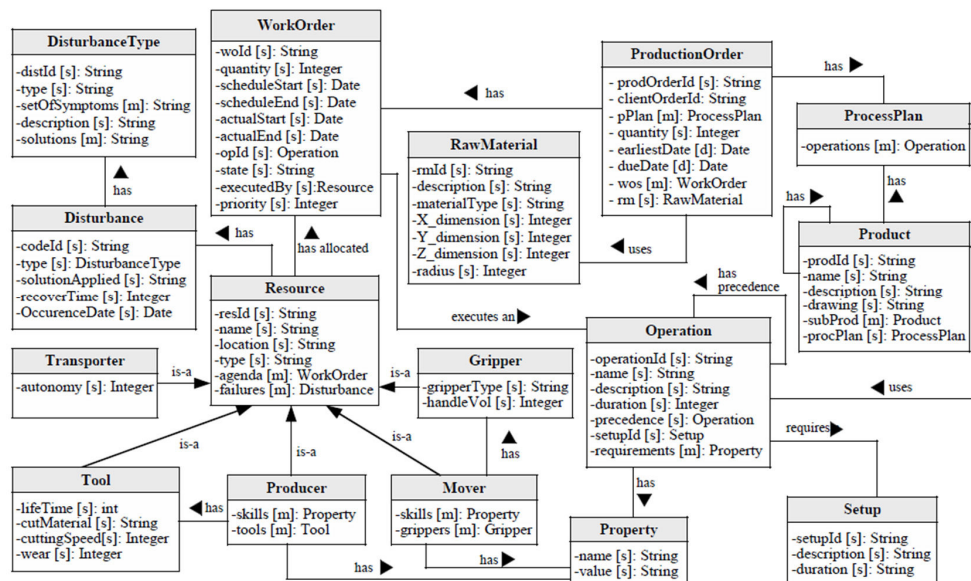 DisturbanceType
-distId [s]: String
-type [s]: String
-setOfSymptoms [m]: String
-description [s]: String
-solutions [m]: String
WorkOrder
-woId [s]: String
-quantity [s]: Integer
-scheduleStart [s]: Date
-scheduleEnd [s]: Date
-actualStart [s]: Date
-actualEnd [s]: Date
-opId [s]: Operation
-state [s]: String
-executedBy [s]:Resource
-priority [s]: Integer
has
ProductionOrder
- prodOrderId [s]: String
- clientOrderId: String
- pPlan [m]: ProcessPlan
- quantity [s]: Integer
- earliestDate [d]: Date
- dueDate [d]: Date
- wos [m]: WorkOrder
- rm [s]: RawMaterial
has
ProcessPlan
-operations [m]: Operation
RawMaterial
-rmId [s]: String
-description [s]: String
-materialType [s]: String
-X_dimension [s]: Integer
-Y_dimension [s]: Integer
-Z_dimension [s]: Integer
-radius [s]: Integer
uses
has
has
Disturbance
-codeId [s]: String
-type [s]: DisturbanceType
-solutionApplied [s]: String
-recoverTime [s]: Integer
-OccurenceDate [s]: Date
has
has allocated
Product
-prodId [s]: String
-name [s]: String
-description [s]: String
-drawing [s]: String
-subProd [m]: Product
-procPlan [s]: ProcessPlan
Resource
-resId [s]: String
-name [s]: String
-location [s]: String
-type [s]: String
-agenda [m]: WorkOrder
-failures [m]: Disturbance
has
precedence
executes an
Operation
-operationId [s]: String
-name [s]: String
-description [s]: String
-duration [s]: Integer
-precedence [s]: Operation
-setupId [s]: Setup
-requirements [m]: Property
uses
Transporter
-autonomy [s]: Integer
is-a
is-a
Gripper
-gripperType [s]: String
-handleVol [s]: Integer
requires
is-a
is-a
is-a
has
Tool
-lifeTime [s]: int
-cutMaterial [s]: String
-cuttingSpeed[s]: Integer
-wear [s]: Integer
has
Producer
-skills [m]: Property
-tools [m]: Tool
Mover
-skills [m]: Property
-grippers [m]: Gripper
has
has
has
Property
-name [s]: String
-value [s]: String
Setup
-setupId [s]: String
-description [s]: String
-duration [s]: String